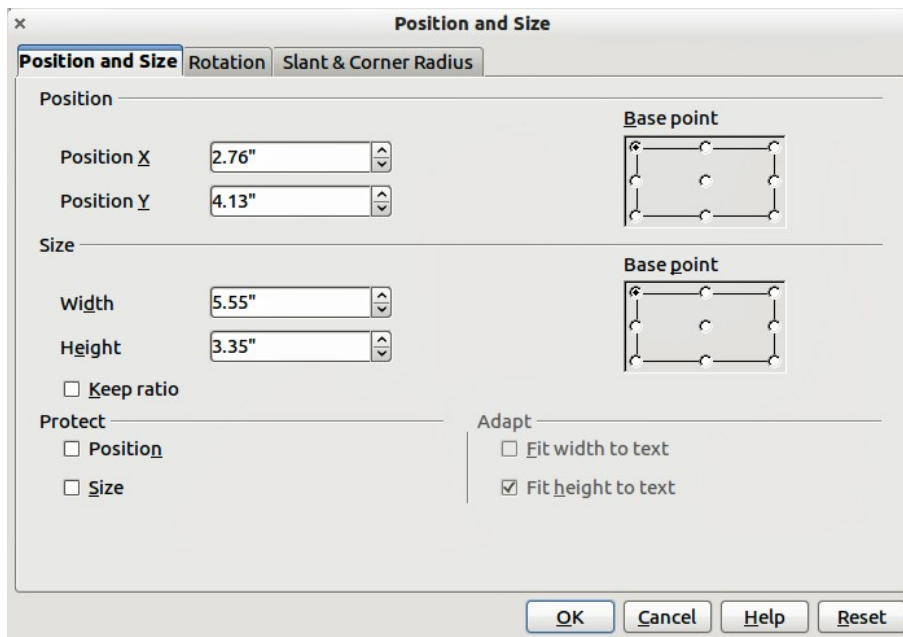 Position and Size
Position and Size Rotation Slant & Corner Radius
Position
Base point
Position X 2.76"
Position Y 4.13"
Size
Base point
Width 5.55"
Height 3.35"
Keep ratio
Protect Adapt
Position Fit width to text
Size Fit height to text
OK Cancel Help Reset